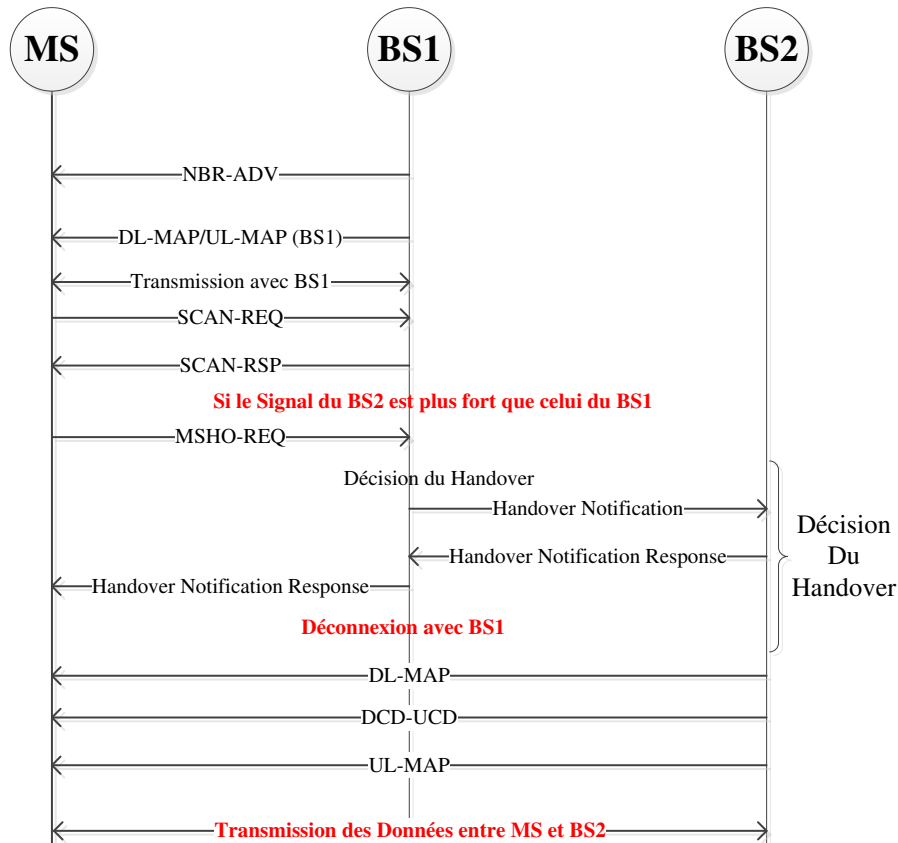 MS
BS1
BS2
NBR-ADV
DL-MAP/UL-MAP (BS1)
Transmission avec BS1
SCAN-REQ
SCAN-RSP
Si le Signal du BS2 est plus fort que celui du BS1
MSHO-REQ
Décision du Handover
Handover Notification
Handover Notification Response
Handover Notification Response
Décision
Du
Handover
Déconnexion avec BS1
DL-MAP
DCD-UCD
UL-MAP
Transmission des Données entre MS et BS2